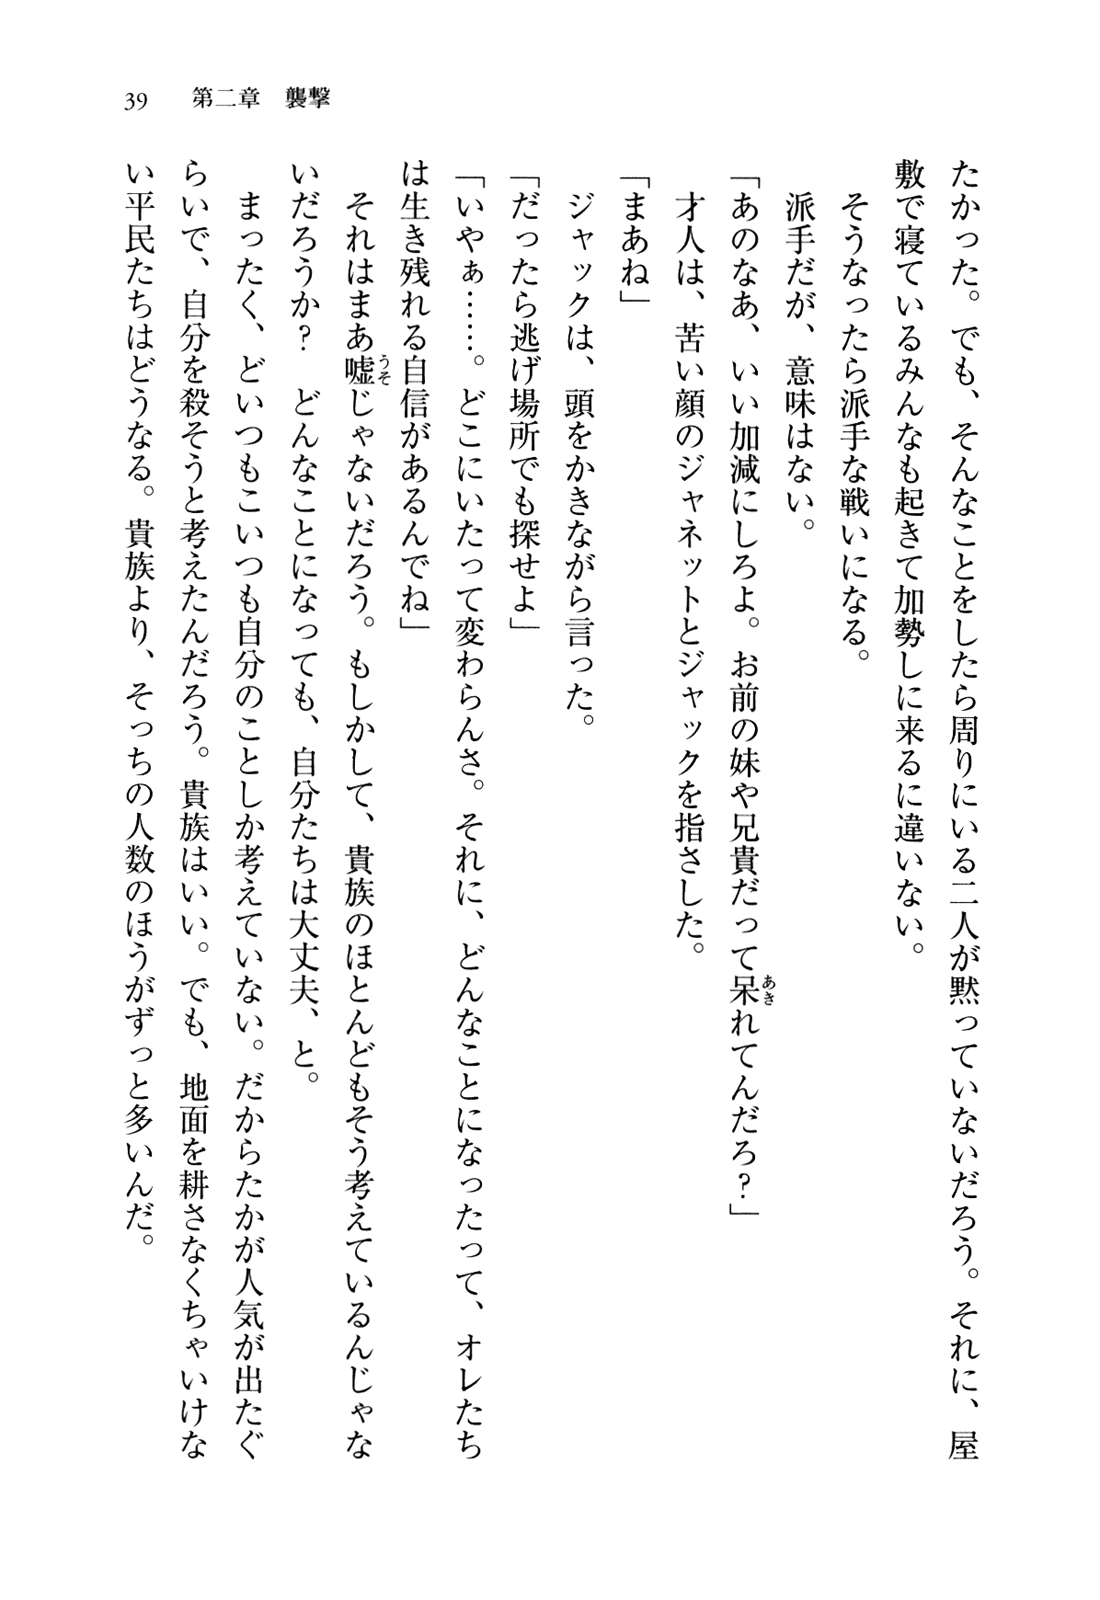 39　第二章　襲撃
たかった。でも、そんなことをしたら周りにいる二人が黙っていないだろう。それに、屋
敷で寝ているみんなも起きて加勢しに来るに違いない。
　そうなったら派手な戦いになる。
　派手だが、意味はない。
「あのなあ、いい加減にしろよ。お前の妹や兄貴だって呆れてんだろ？」
　才人は、苦い顔のジャネットとジャックを指さした。
「まあね」
　ジャックは、頭をかきながら言った。
「だったら逃げ場所でも探せよ」
「いやぁ……。どこにいたって変わらんさ。それに、どんなことになったって、オレたち
は生き残れる自信があるんでね」
　それはまあ嘘じゃないだろう。もしかして、貴族のほとんどもそう考えているんじゃな
いだろうか？　どんなことになっても、自分たちは大丈夫、と。
　まったく、どいつもこいつも自分のことしか考えていない。だからたかが人気が出たぐ
らいで、自分を殺そうと考えたんだろう。貴族はいい。でも、地面を耕さなくちゃいけな
い平民たちはどうなる。貴族より、そっちの人数のほうがずっと多いんだ。